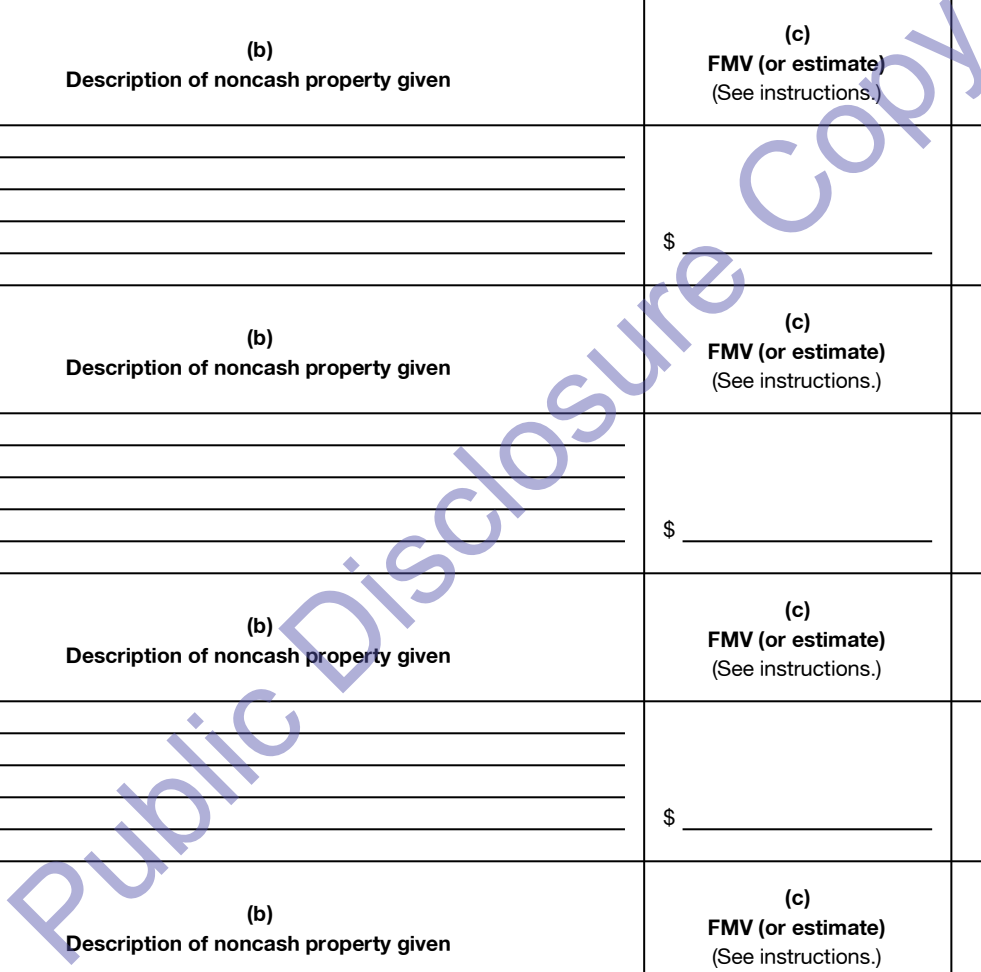 (b)
Description of noncash property given
(c)
FMV (or estimate)
(See instructions.)
$
(b)
Description of noncash property given
(c)
FMV (or estimate)
(See instructions.)
$
(b)
Description of noncash property given
(c)
FMV (or estimate)
(See instructions.)
$
(b)
Description of noncash property given
(c)
FMV (or estimate)
(See instructions.)
Public Disclosure Copy